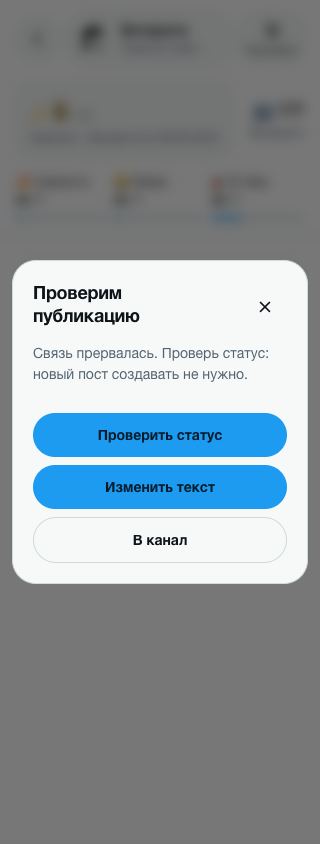 Проверим
публикацию
Связь прервалась. Проверь статус:
новый пост создавать не нужно.
Проверить статус
Изменить текст
В канал